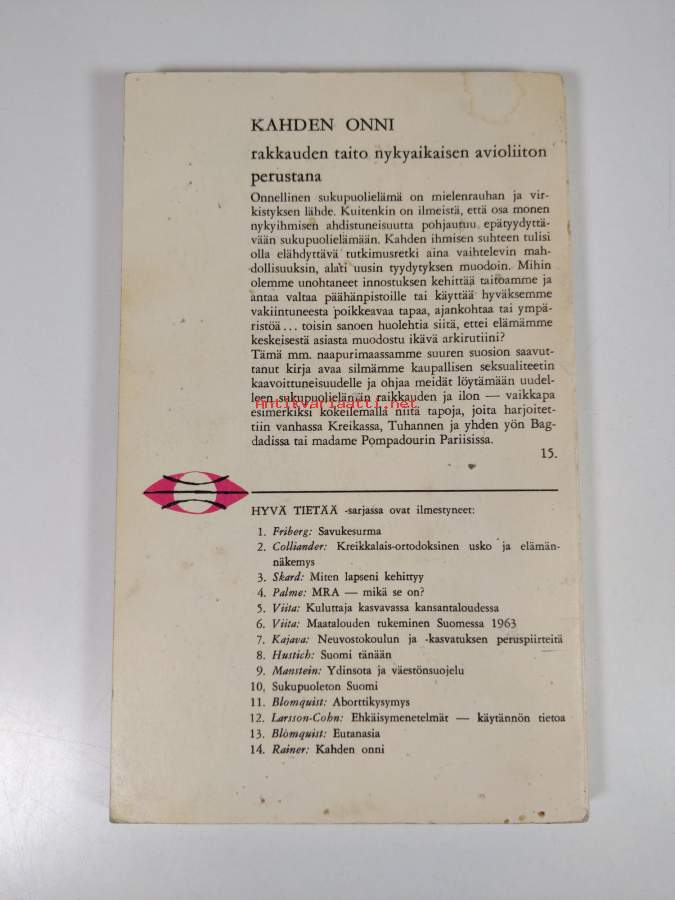 KAHDEN ONNI
rakkauden taito nykyaikaisen avioliiton
perustana
Onnellinen sukupuolielämä on mielenrauhan ja vir-
kistyksen lähde. Kuitenkin on ilmeistä, että osa monen
nykyihmisen ahdistuneisuutta pohjautuu epätyydyttä-
vään sukupuolielämään. Kahden ihmisen suhteen tulisi
olla elähdyttävä tutkimusretki aina vaihtelevin mah-
dollisuuksin, alati uusin tyydytyksen muodoin. Mihin
olemme unohtaneet innostuksen kehittää taitoamme ja
antaa valtaa päähänpistoille tai käyttää hyväksemme
vakiintuneesta poikkeavaa tapaa, ajankohtaa tai ympä-
ristöä... toisin sanoen huolehtia siitä, ettei elämämme
keskeisestä asiasta muodostu ikävä arkirutiini?
Tämä mm. naapurimaassamme suuren suosion saavut-
tanut kirja avaa silmämme kaupallisen seksualiteetin
kaavoittuneisuudelle ja ohjaa meidät löytämään uudel-
leen sukupuolielämän raikkauden ja ilon — vaikkapa
Antikvariaatti.net
esimerkiksi kokeilemalla niitä tapoja, joita harjoitet-
tiin vanhassa Kreikassa, Tuhannen ja yhden yön Bag-
dadissa tai madame Pompadourin Pariisissa.
15.
HYVÄ TIETÄÄ -sarjassa ovat ilmestyneet:
1. Friberg: Savukesurma
2. Colliander: Kreikkalais-ortodoksinen usko ja elämän-
näkemys
3. Skard: Miten lapseni kehittyy
4. Palme: MRA — mikä se on?
5. Viita: Kuluttaja kasvavassa kansantaloudessa
6. Viita: Maatalouden tukeminen Suomessa 1963
7. Kajava: Neuvostokoulun ja -kasvatuksen peruspiirteitä
8. Hustich: Suomi tänään
9. Manstein: Ydinsota ja väestönsuojelu
10. Sukupuoleton Suomi
11. Blomquist: Aborttikysymys
12. Larsson-Cohn: Ehkäisymenetelmät — käytännön tietoa
13. Blomquist: Eutanasia
14. Rainer: Kahden onni